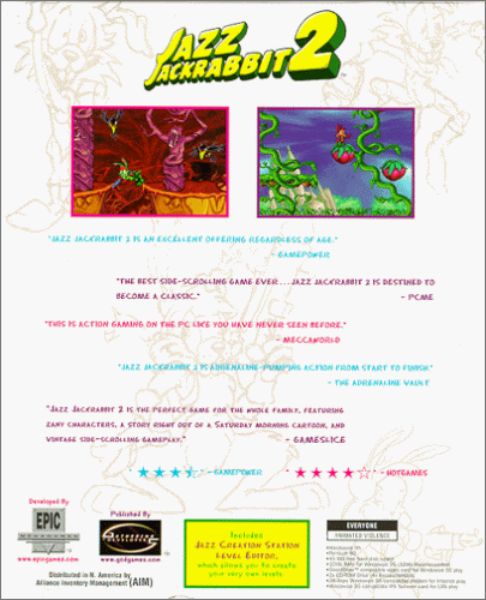 JAZZ
JACKRABBIT 2
"JAZZ JACKRABBIT 2 IS AN EXCELLENT OFFERING REGARDLESS OF AGE."
- GAMEPOWER
"THE BEST SIDE-SCROLLING GAME EVER...JAZZ JACKRABBIT 2 IS DESTINED TO
BECOME A CLASSIC."
- PCME
"THIS IS ACTION GAMING ON THE PC LIKE YOU HAVE NEVER SEEN BEFORE."
- MECCAWORLD
"JAZZ JACKRABBIT 2 IS ADRENALINE-PUMPING ACTION FROM START TO FINISH."
- THE ADRENALINE VAULT
"JAZZ JACKRABBIT 2 IS THE PERFECT GAME FOR THE WHOLE FAMILY, FEATURING
ZANY CHARACTERS, A STORY RIGHT OUT OF A SATURDAY MORNING CARTOON, AND
VINTAGE SIDE-SCROLLING GAMEPLAY."
- GAMESLICE
"★★★⯪" - GAMEPOWER
"★★★★☆" - HOTGAMES
Developed By
EPIC
www.epicgames.com
Published By
www.godgames.com
Distributed in N. America by
Alliance Inventory Management (AIM)
Includes
JAZZ CREATION STATION
LEVEL EDITOR,
which allows you to create
your very own levels
EVERYONE
ANIMATED VIOLENCE